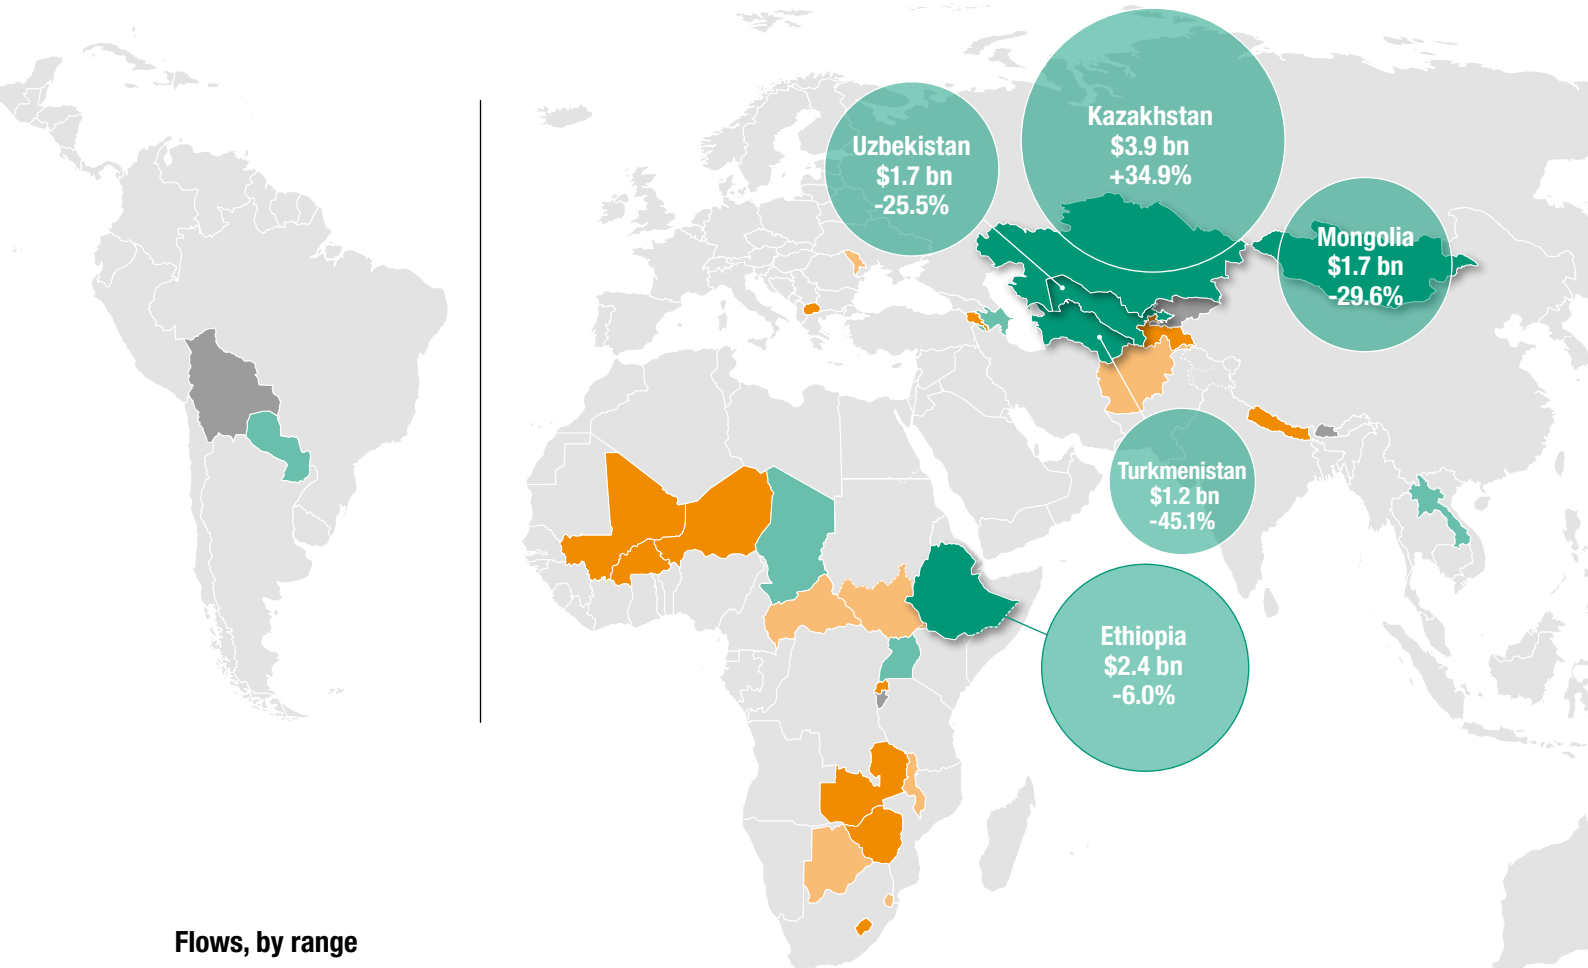 Uzbekistan
$1.7 bn
-25.5%
Kazakhstan
$3.9 bn
+34.9%
Mongolia
$1.7 bn
-29.6%
Turkmenistan
$1.2 bn
-45.1%
Ethiopia
$2.4 bn
-6.0%
Flows, by range